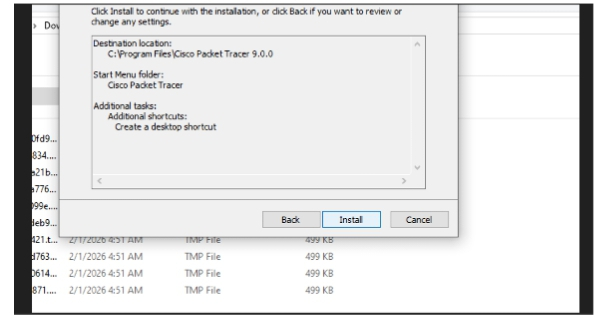 Click Install to continue with the installation, or click Back if you want to review or
change any settings.
› Dov
Destination location:
C:\Program Files\Cisco Packet Tracer 9.0.0
Start Menu folder:
Cisco Packet Tracer
Additional tasks:
Additional shortcuts:
Create a desktop shortcut
0fd9...
834....
a21b...
a776...
099e....
deb9...
Back Install Cancel
421.t... 2/1/2026 4:51 AM TMP File 499 KB
d763... 2/1/2026 4:51 AM TMP File 499 KB
0614... 2/1/2026 4:51 AM TMP File 499 KB
871.... 2/1/2026 4:51 AM TMP File 499 KB